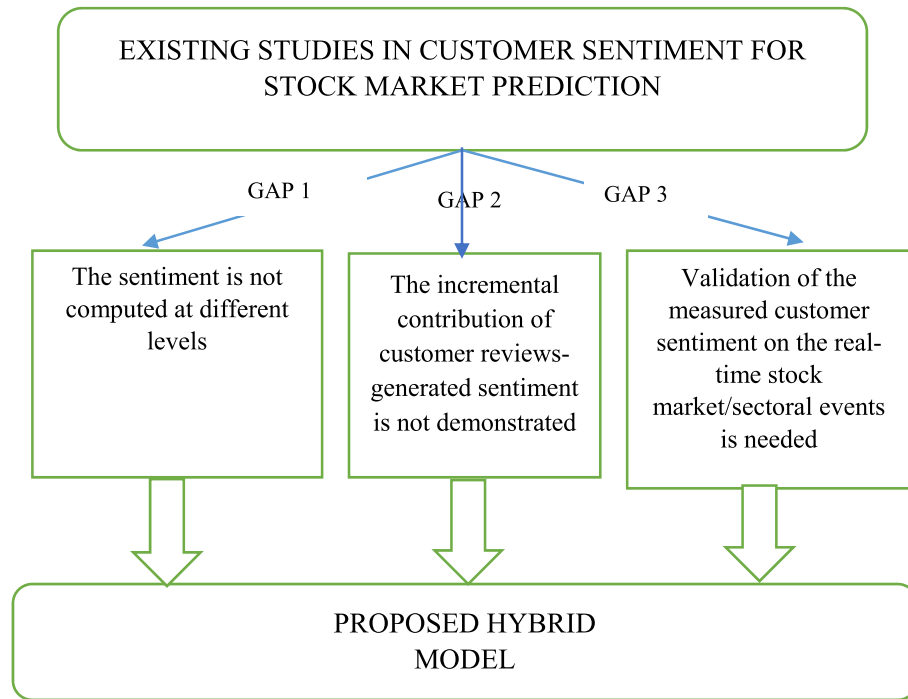 EXISTING STUDIES IN CUSTOMER SENTIMENT FOR
STOCK MARKET PREDICTION
GAP 1
GAP 2
GAP 3
The sentiment is not
computed at different
levels
The incremental
contribution of
customer reviews-
generated sentiment
is not demonstrated
Validation of the
measured customer
sentiment on the real-
time stock
market/sectoral events
is needed
PROPOSED HYBRID
MODEL